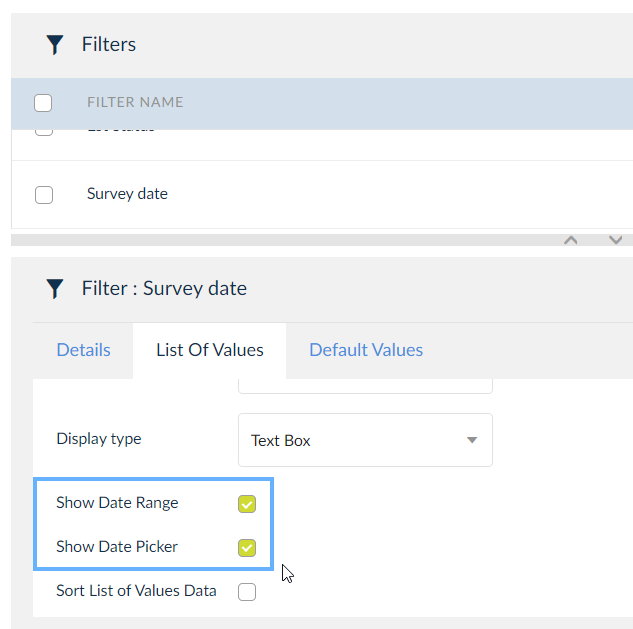 Filters
FILTER NAME
Survey date
Filter : Survey date
Details List Of Values Default Values
Display type Text Box
Show Date Range
Show Date Picker
Sort List of Values Data